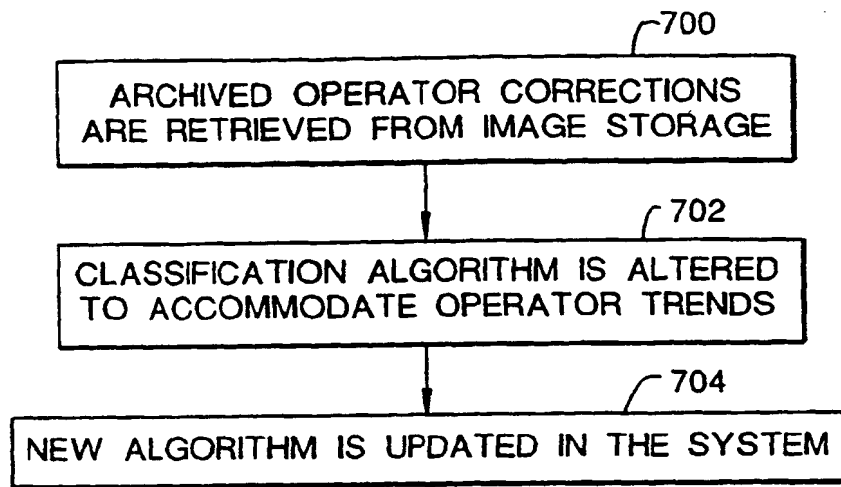 700
ARCHIVED OPERATOR CORRECTIONS
ARE RETRIEVED FROM IMAGE STORAGE
702
CLASSIFICATION ALGORITHM IS ALTERED
TO ACCOMMODATE OPERATOR TRENDS
704
NEW ALGORITHM IS UPDATED IN THE SYSTEM